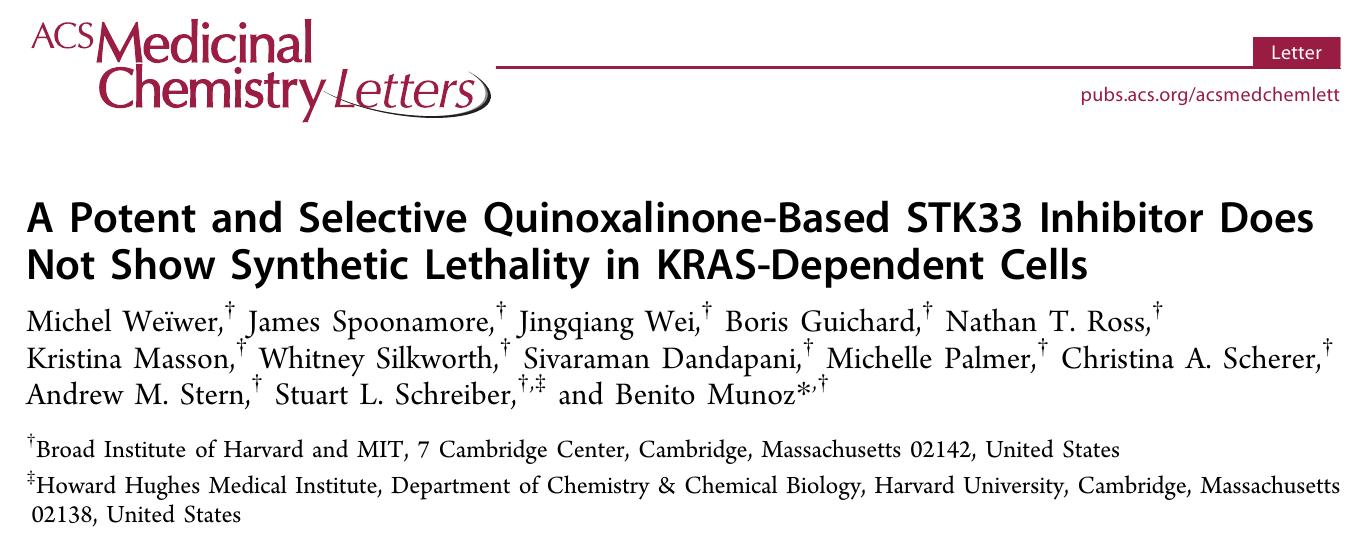 ACS Medicinal
Chemistry Letters
Letter
pubs.acs.org/acsmedchemlett
A Potent and Selective Quinoxalinone-Based STK33 Inhibitor Does
Not Show Synthetic Lethality in KRAS-Dependent Cells
Michel Weïwer,† James Spoonamore,† Jingqiang Wei,† Boris Guichard,† Nathan T. Ross,†
Kristina Masson,† Whitney Silkworth,† Sivaraman Dandapani,† Michelle Palmer,† Christina A. Scherer,†
Andrew M. Stern,† Stuart L. Schreiber,†,‡ and Benito Munoz*,†
†Broad Institute of Harvard and MIT, 7 Cambridge Center, Cambridge, Massachusetts 02142, United States
‡Howard Hughes Medical Institute, Department of Chemistry & Chemical Biology, Harvard University, Cambridge, Massachusetts
02138, United States